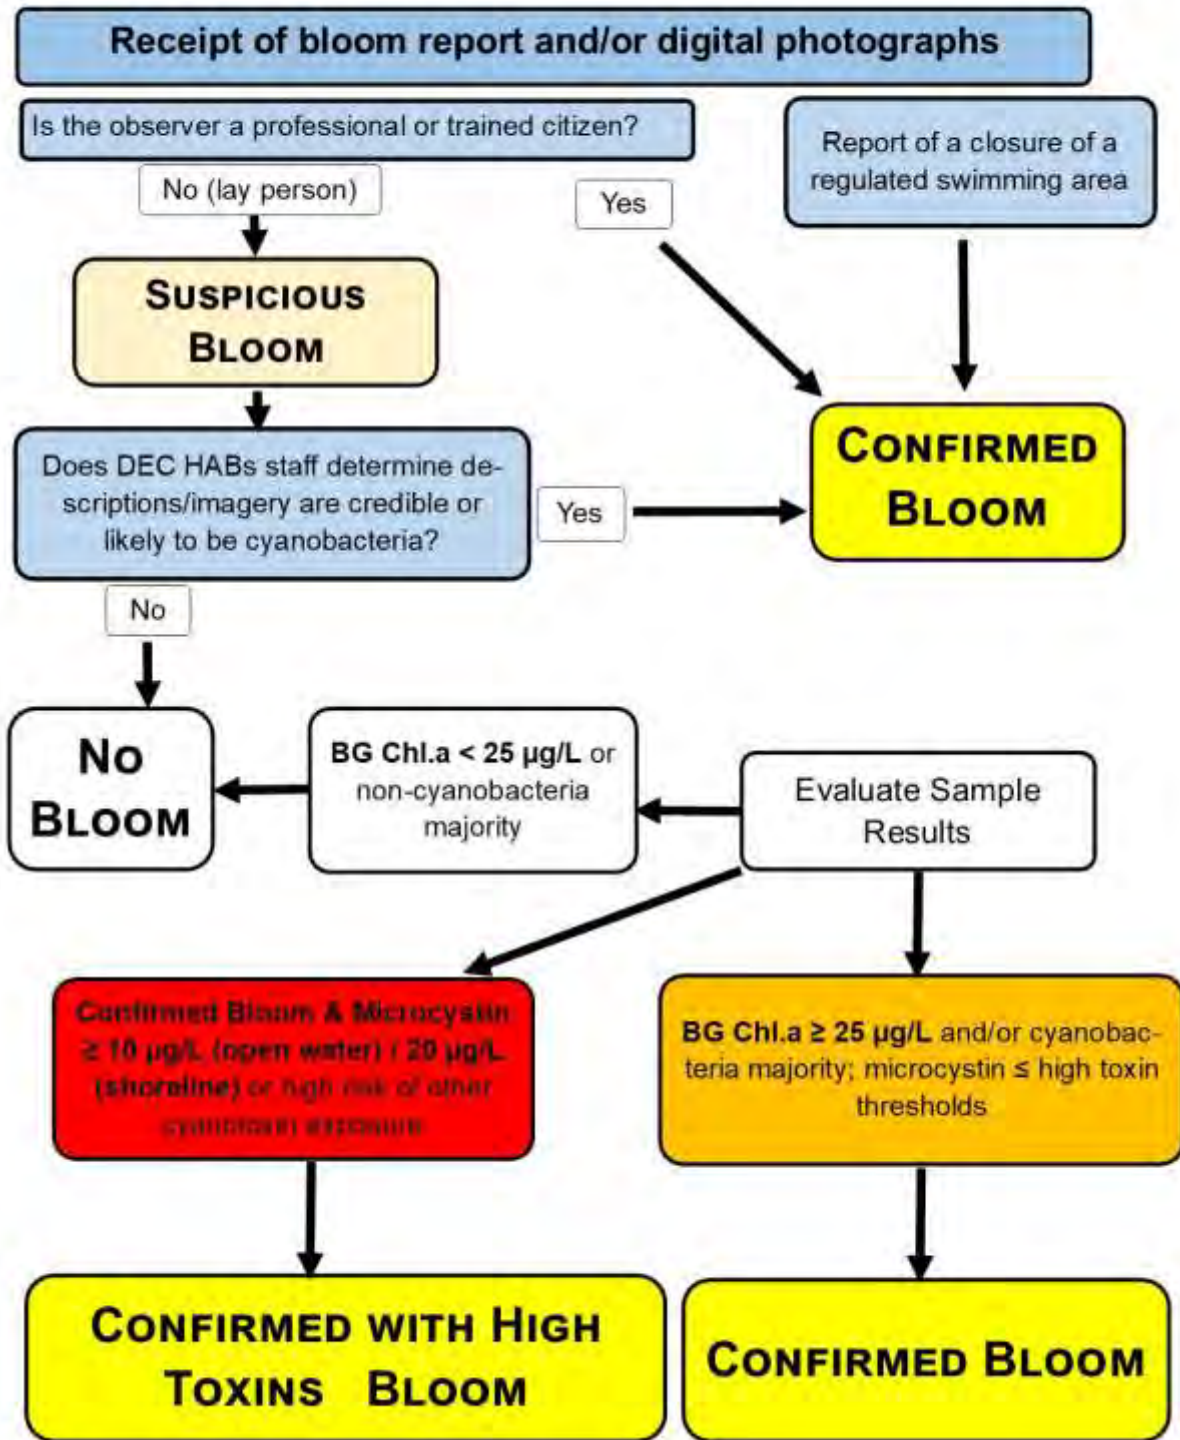 Receipt of bloom report and/or digital photographs
Is the observer a professional or trained citizen?
Report of a closure of a
regulated swimming area
No (lay person)
Yes
SUSPICIOUS
BLOOM
CONFIRMED
BLOOM
Does DEC HABs staff determine de-
scriptions/imagery are credible or
likely to be cyanobacteria?
Yes
No
NO
BLOOM
BG Chl.a < 25 µg/L or
non-cyanobacteria
majority
Evaluate Sample
Results
Confirmed Bloom & Microcystin
≥ 10 µg/L (open water) / 20 µg/L
(shoreline) or high risk of other
cyanotoxin exposure
BG Chl.a ≥ 25 µg/L and/or cyanobac-
teria majority; microcystin ≤ high toxin
thresholds
CONFIRMED WITH HIGH
TOXINS BLOOM
CONFIRMED BLOOM